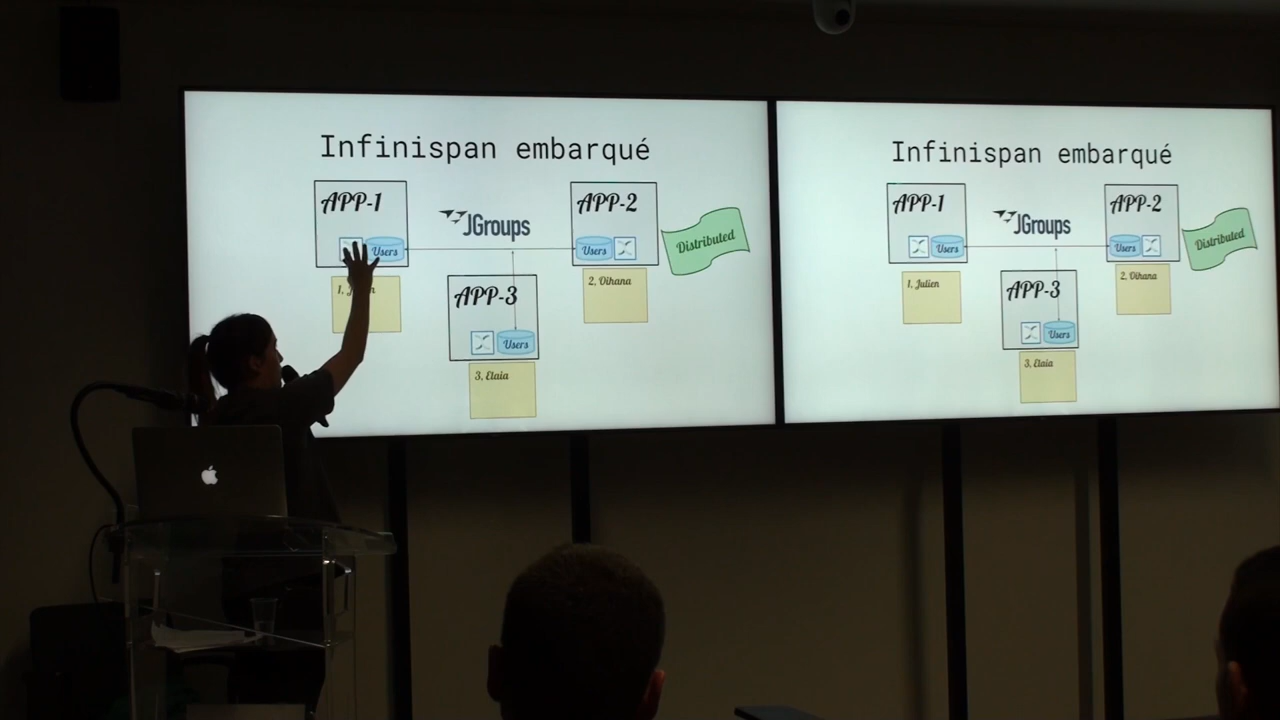 Infinispan embarqué
APP-1
JGroups
APP-2
Users
Users
Distributed
2, Oihana
APP-3
Users
3, Elaia
Infinispan embarqué
APP-1
JGroups
APP-2
Users
Users
Distributed
1, Julien
2, Oihana
APP-3
Users
3, Elaia